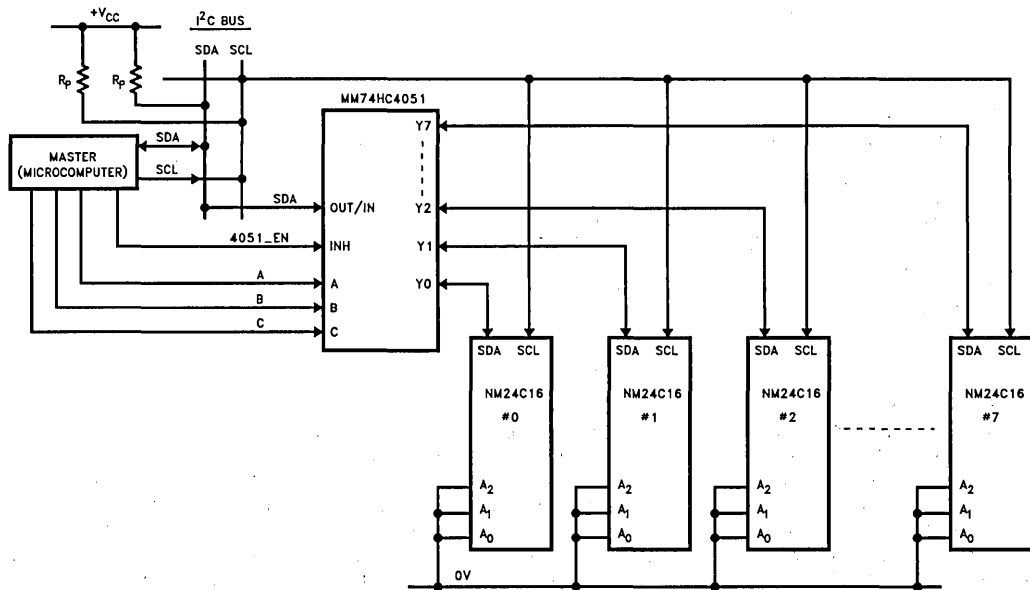 +VCC
I²C BUS
SDA SCL
RP RP
MM74HC4051
MASTER
(MICROCOMPUTER)
SDA
SCL
SDA
4051_EN
A
B
C
OUT/IN
INH
A
B
C
Y7
Y2
Y1
Y0
SDA SCL
NM24C16
#0
A2
A1
A0
SDA SCL
NM24C16
#1
A2
A1
A0
SDA SCL
NM24C16
#2
A2
A1
A0
SDA SCL
NM24C16
#7
A2
A1
A0
0V